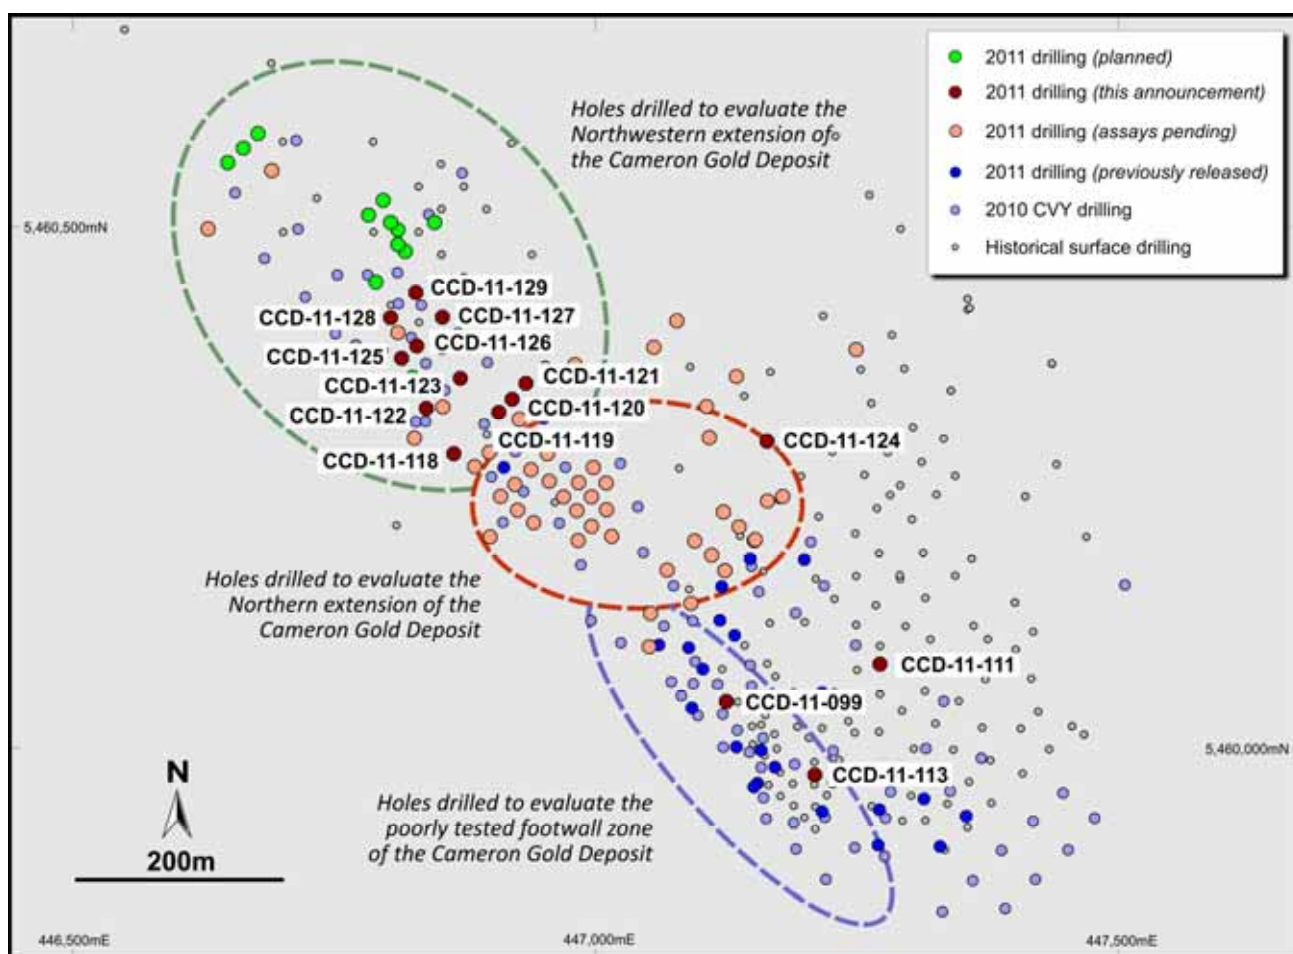 2011 drilling (planned)
2011 drilling (this announcement)
2011 drilling (assays pending)
2011 drilling (previously released)
2010 CVY drilling
Historical surface drilling
Holes drilled to evaluate the
Northwestern extension of
the Cameron Gold Deposit
5,460,500mN
CCD-11-129
CCD-11-128
CCD-11-127
CCD-11-126
CCD-11-125
CCD-11-123
CCD-11-121
CCD-11-122
CCD-11-120
CCD-11-119
CCD-11-124
CCD-11-118
Holes drilled to evaluate the
Northern extension of the
Cameron Gold Deposit
CCD-11-111
CCD-11-099
5,460,000mN
CCD-11-113
N
200m
Holes drilled to evaluate the
poorly tested footwall zone
of the Cameron Gold Deposit
446,500mE
447,000mE
447,500mE